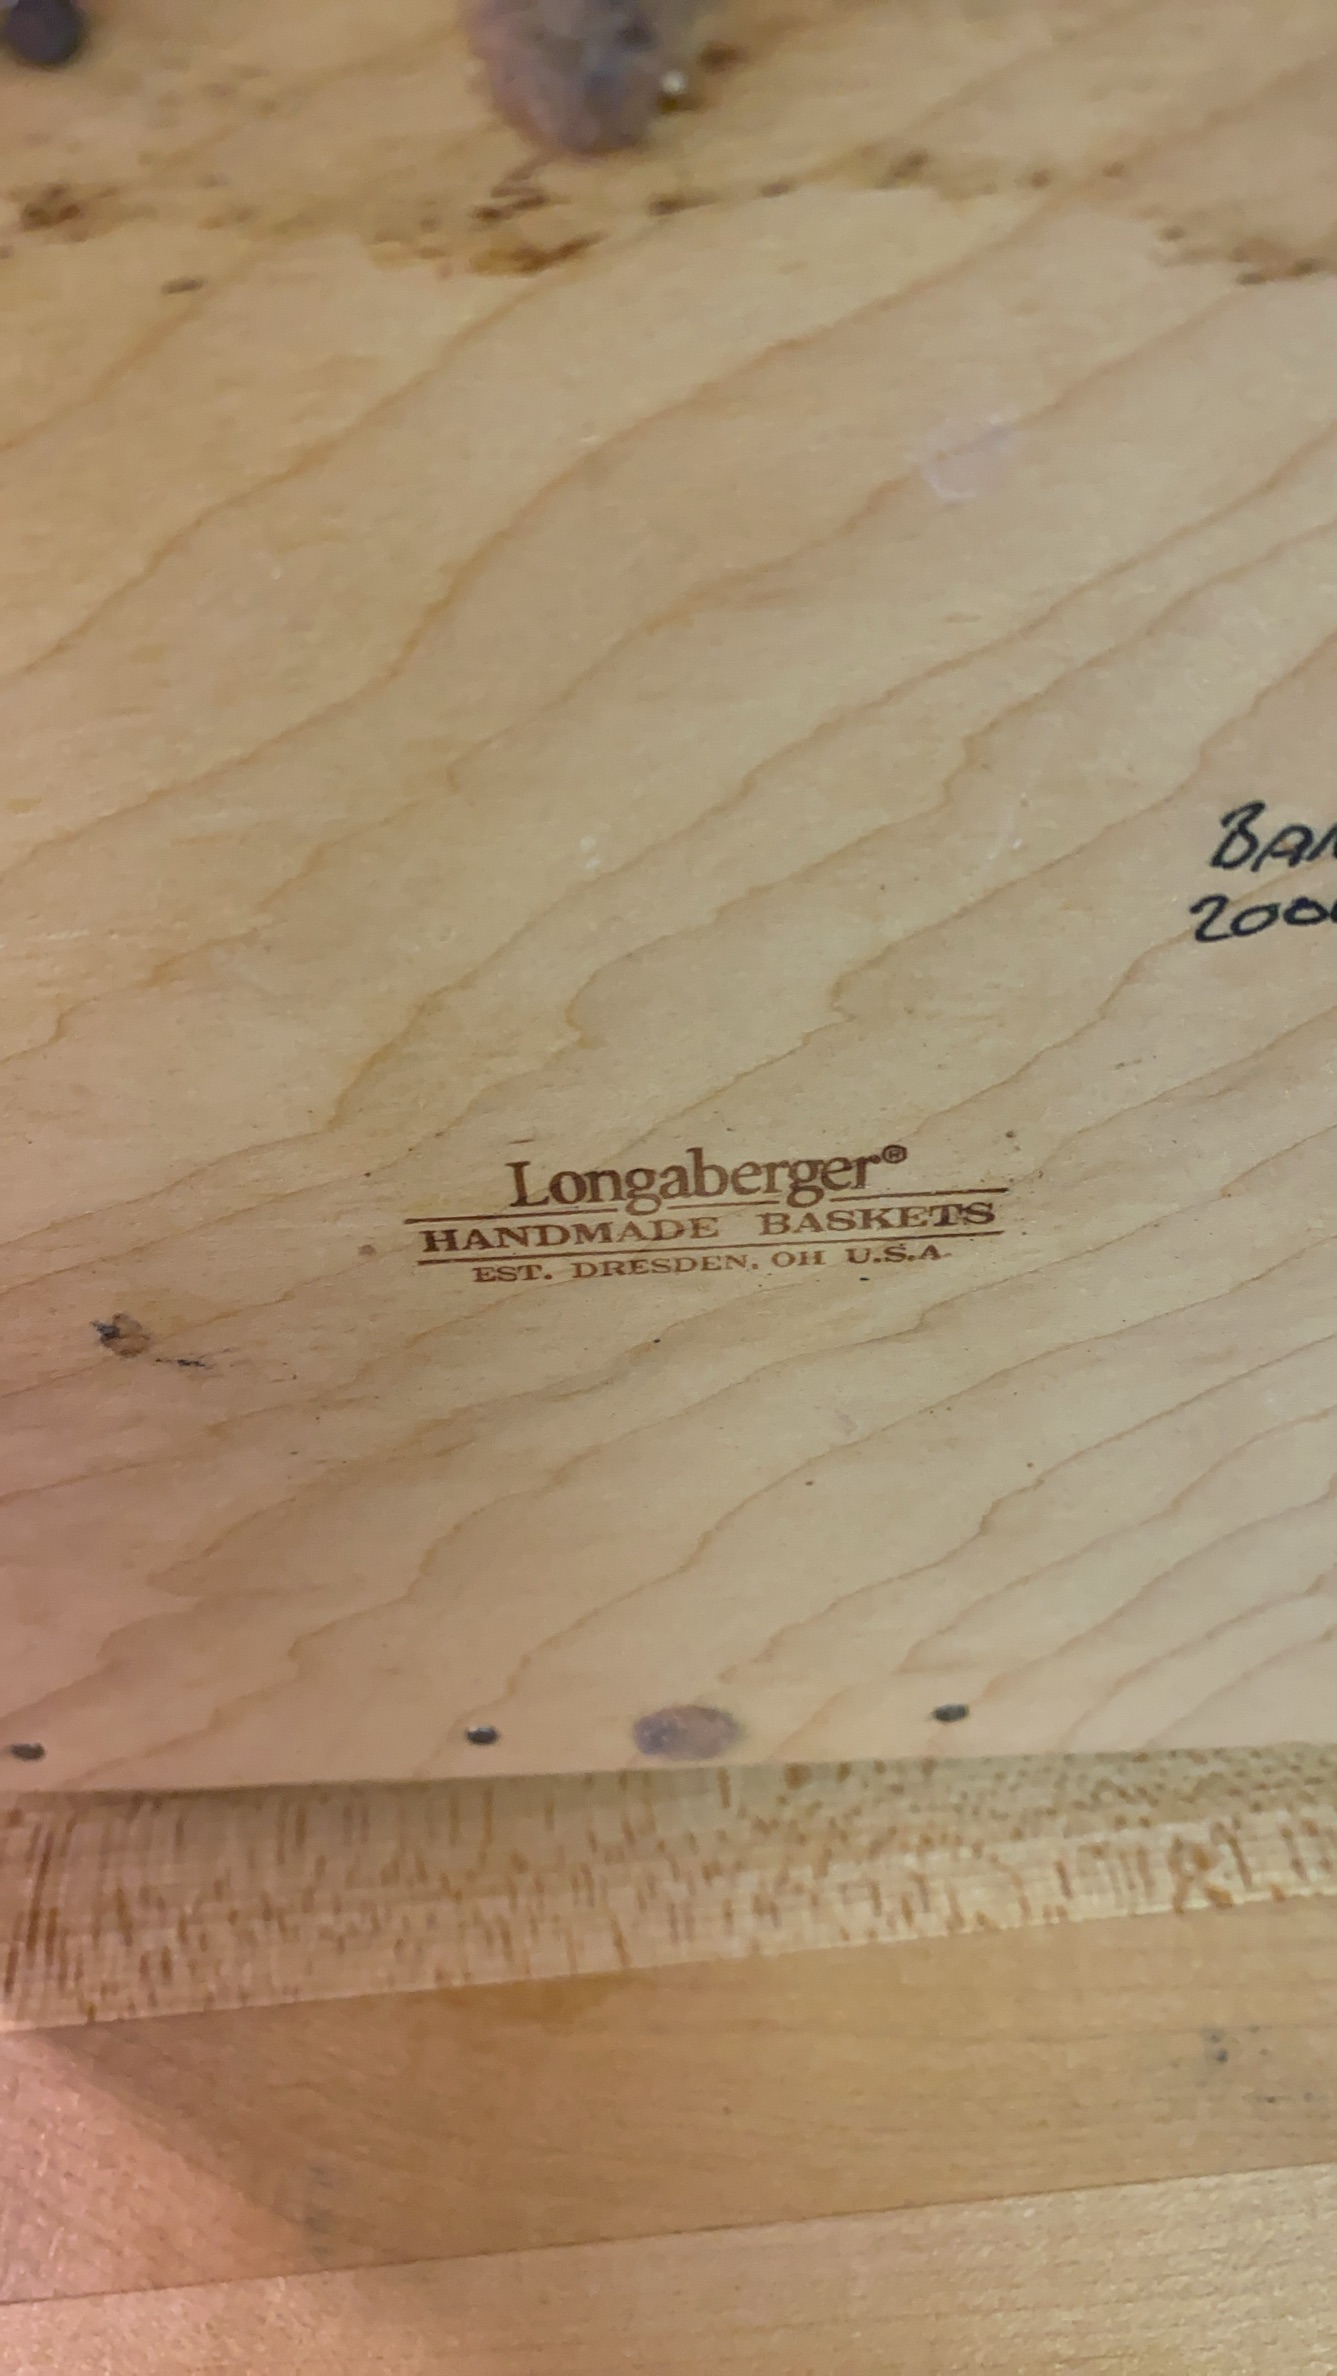 Longaberger®
HANDMADE BASKETS
EST. DRESDEN, OH U.S.A.